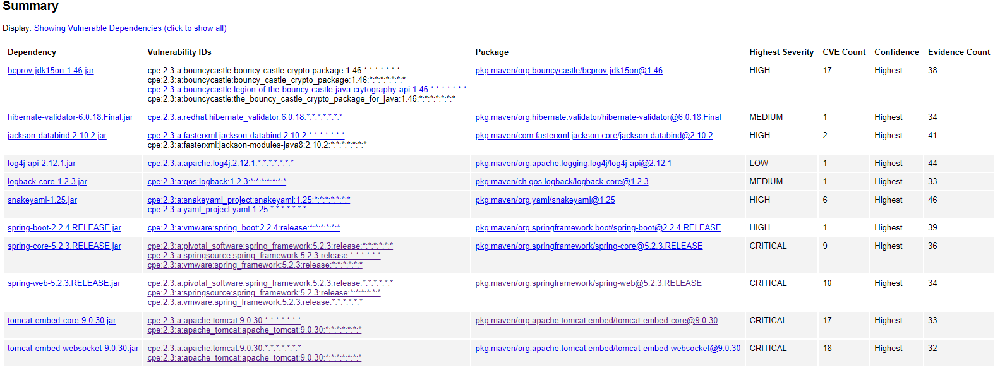 Summary
Display: Showing Vulnerable Dependencies (click to show all)
Dependency Vulnerability IDs Package Highest Severity CVE Count Confidence Evidence Count
bcprov-jdk15on-1.46.jar cpe:2.3:a:bouncycastle:bouncy-castle-crypto-package:1.46:*:*:*:*:*:*:* pkg:maven/org.bouncycastle/bcprov-jdk15on@1.46 HIGH 17 Highest 38
cpe:2.3:a:bouncycastle:bouncy_castle_crypto_package:1.46:*:*:*:*:*:*:*
cpe:2.3:a:bouncycastle:legion-of-the-bouncy-castle-java-crytography-api:1.46:*:*:*:*:*:*:*
cpe:2.3:a:bouncycastle:the_bouncy_castle_crypto_package_for_java:1.46:*:*:*:*:*:*:*
hibernate-validator-6.0.18.Final.jar cpe:2.3:a:redhat:hibernate_validator:6.0.18:*:*:*:*:*:*:* pkg:maven/org.hibernate.validator/hibernate-validator@6.0.18.Final MEDIUM 1 Highest 34
jackson-databind-2.10.2.jar cpe:2.3:a:fasterxml:jackson-databind:2.10.2:*:*:*:*:*:*:* pkg:maven/com.fasterxml.jackson.core/jackson-databind@2.10.2 HIGH 2 Highest 41
cpe:2.3:a:fasterxml:jackson-modules-java8:2.10.2:*:*:*:*:*:*:*
log4j-api-2.12.1.jar cpe:2.3:a:apache:log4j:2.12.1:*:*:*:*:*:*:* pkg:maven/org.apache.logging.log4j/log4j-api@2.12.1 LOW 1 Highest 44
logback-core-1.2.3.jar cpe:2.3:a:qos:logback:1.2.3:*:*:*:*:*:*:* pkg:maven/ch.qos.logback/logback-core@1.2.3 MEDIUM 1 Highest 33
snakeyaml-1.25.jar cpe:2.3:a:snakeyaml_project:snakeyaml:1.25:*:*:*:*:*:*:* pkg:maven/org.yaml/snakeyaml@1.25 HIGH 6 Highest 46
cpe:2.3:a:yaml_project:yaml:1.25:*:*:*:*:*:*:*
spring-boot-2.2.4.RELEASE.jar cpe:2.3:a:vmware:spring_boot:2.2.4:release:*:*:*:*:*:* pkg:maven/org.springframework.boot/spring-boot@2.2.4.RELEASE HIGH 1 Highest 39
spring-core-5.2.3.RELEASE.jar cpe:2.3:a:pivotal_software:spring_framework:5.2.3:release:*:*:*:*:*:* pkg:maven/org.springframework/spring-core@5.2.3.RELEASE CRITICAL 9 Highest 36
cpe:2.3:a:springsource:spring_framework:5.2.3:release:*:*:*:*:*:*
cpe:2.3:a:vmware:spring_framework:5.2.3:release:*:*:*:*:*:*
spring-web-5.2.3.RELEASE.jar cpe:2.3:a:pivotal_software:spring_framework:5.2.3:release:*:*:*:*:*:* pkg:maven/org.springframework/spring-web@5.2.3.RELEASE CRITICAL 10 Highest 34
cpe:2.3:a:springsource:spring_framework:5.2.3:release:*:*:*:*:*:*
cpe:2.3:a:vmware:spring_framework:5.2.3:release:*:*:*:*:*:*
tomcat-embed-core-9.0.30.jar cpe:2.3:a:apache:tomcat:9.0.30:*:*:*:*:*:*:* pkg:maven/org.apache.tomcat.embed/tomcat-embed-core@9.0.30 CRITICAL 17 Highest 33
cpe:2.3:a:apache_tomcat:apache_tomcat:9.0.30:*:*:*:*:*:*:*
tomcat-embed-websocket-9.0.30.jar cpe:2.3:a:apache:tomcat:9.0.30:*:*:*:*:*:*:* pkg:maven/org.apache.tomcat.embed/tomcat-embed-websocket@9.0.30 CRITICAL 18 Highest 32
cpe:2.3:a:apache_tomcat:apache_tomcat:9.0.30:*:*:*:*:*:*:*